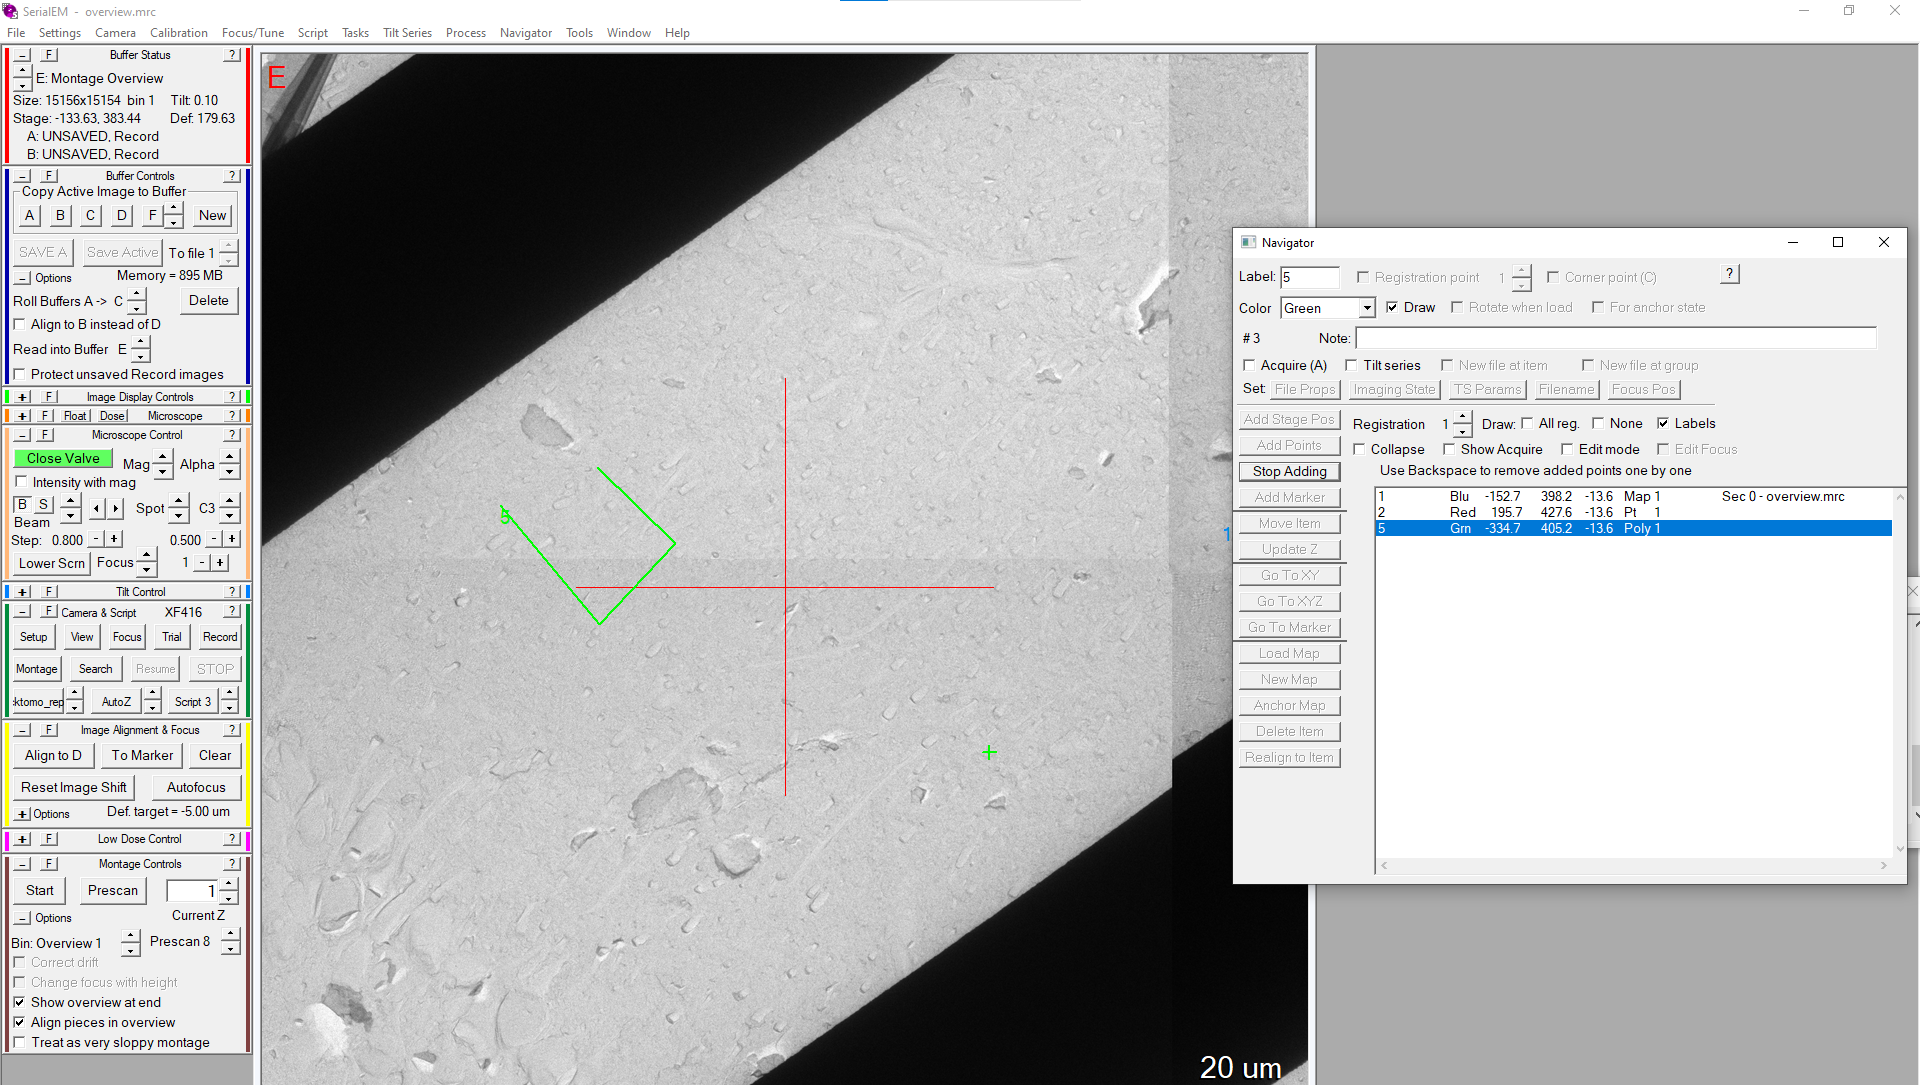 SerialEM - overview.mrc
File Settings Camera Calibration Focus/Tune Script Tasks Tilt Series Process Navigator Tools Window Help
– F Buffer Status ?
E: Montage Overview
Size: 15156x15154 bin 1 Tilt: 0.10
Stage: -133.63, 383.44 Def: 179.63
A: UNSAVED, Record
B: UNSAVED, Record
– F Buffer Controls ?
Copy Active Image to Buffer
A B C D F New
SAVE A Save Active To file 1
– Options Memory = 895 MB
Roll Buffers A -> C Delete
Align to B instead of D
Read into Buffer E
Protect unsaved Record images
+ F Image Display Controls ?
+ F Float Dose Microscope ?
– F Microscope Control ?
Close Valve Mag Alpha
Intensity with mag
B S Spot C3
Beam
Step: 0.800 - + 0.500 - +
Lower Scrn Focus 1 - +
+ F Tilt Control ?
– F Camera & Script XF416 ?
Setup View Focus Trial Record
Montage Search Resume STOP
:ktomo_rep AutoZ Script 3
– F Image Alignment & Focus ?
Align to D To Marker Clear
Reset Image Shift Autofocus
+ Options Def. target = -5.00 um
+ F Low Dose Control ?
– F Montage Controls ?
Start Prescan 1
– Options Current Z
Bin: Overview 1 Prescan 8
Correct drift
Change focus with height
Show overview at end
Align pieces in overview
Treat as very sloppy montage
E
5
1
20 um
Navigator
Label: 5 Registration point 1 Corner point (C) ?
Color Green Draw Rotate when load For anchor state
# 3 Note:
Acquire (A) Tilt series New file at item New file at group
Set: File Props Imaging State TS Params Filename Focus Pos
Add Stage Pos Registration 1 Draw: All reg. None Labels
Add Points Collapse Show Acquire Edit mode Edit Focus
Stop Adding Use Backspace to remove added points one by one
Add Marker
Move Item
Update Z
Go To XY
Go To XYZ
Go To Marker
Load Map
New Map
Anchor Map
Delete Item
Realign to Item
1 Blu -152.7 398.2 -13.6 Map 1 Sec 0 - overview.mrc
2 Red 195.7 427.6 -13.6 Pt 1
5 Grn -334.7 405.2 -13.6 Poly 1